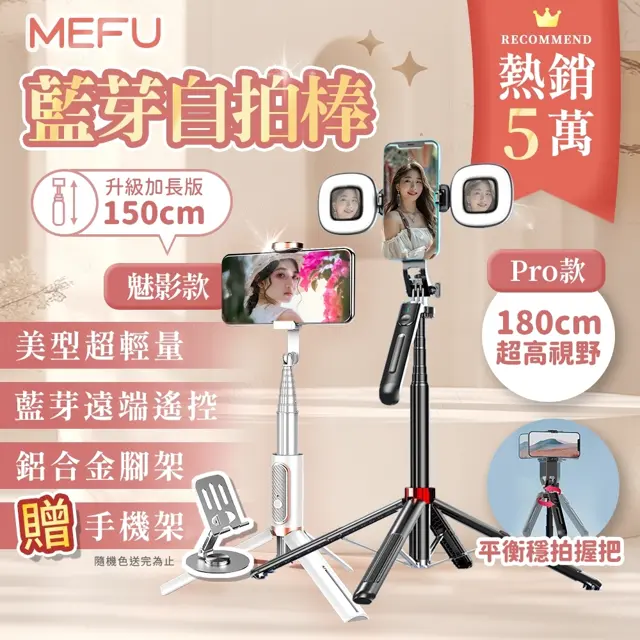 MEFU
RECOMMEND
熱銷
5萬
藍芽自拍棒
升級加長版
150cm
魅影款
Pro款
180cm
超高視野
美型超輕量
藍芽遠端遙控
鋁合金腳架
贈手機架
隨機色送完為止
平衡穩拍握把